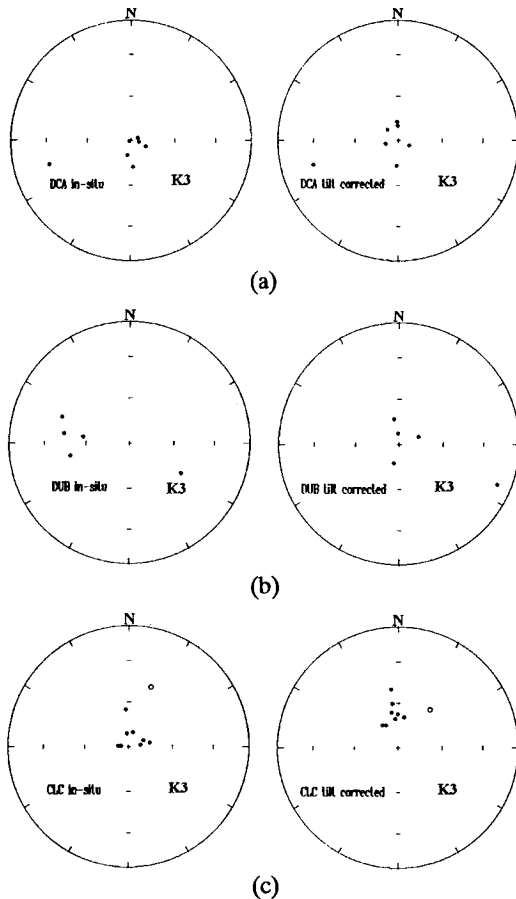 N N
DCA in-situ K3 DCA tilt corrected K3
(a)
N N
DUB in-situ K3 DUB tilt corrected K3
(b)
N N
CLC in-situ K3 CLC tilt corrected K3
(c)